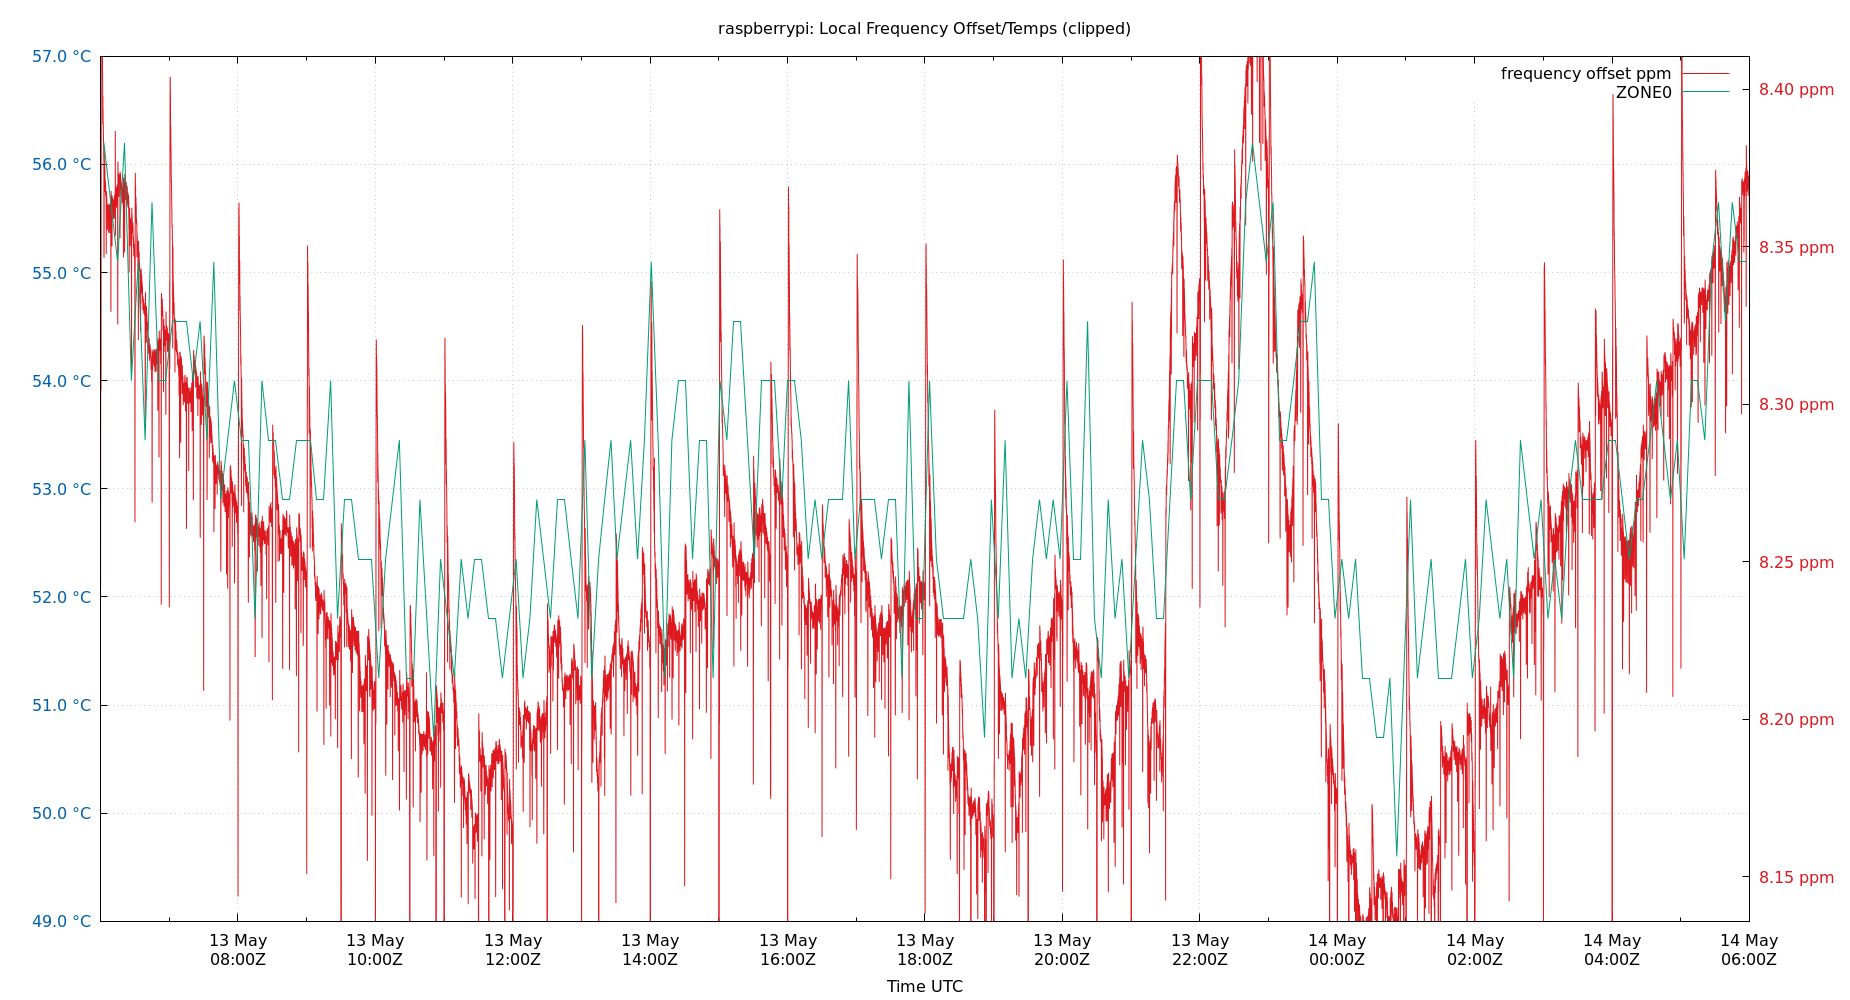 raspberrypi: Local Frequency Offset/Temps (clipped)
57.0 °C
56.0 °C
55.0 °C
54.0 °C
53.0 °C
52.0 °C
51.0 °C
50.0 °C
49.0 °C
frequency offset ppm
ZONE0
8.40 ppm
8.35 ppm
8.30 ppm
8.25 ppm
8.20 ppm
8.15 ppm
13 May
08:00Z
13 May
10:00Z
13 May
12:00Z
13 May
14:00Z
13 May
16:00Z
13 May
18:00Z
13 May
20:00Z
13 May
22:00Z
14 May
00:00Z
14 May
02:00Z
14 May
04:00Z
14 May
06:00Z
Time UTC